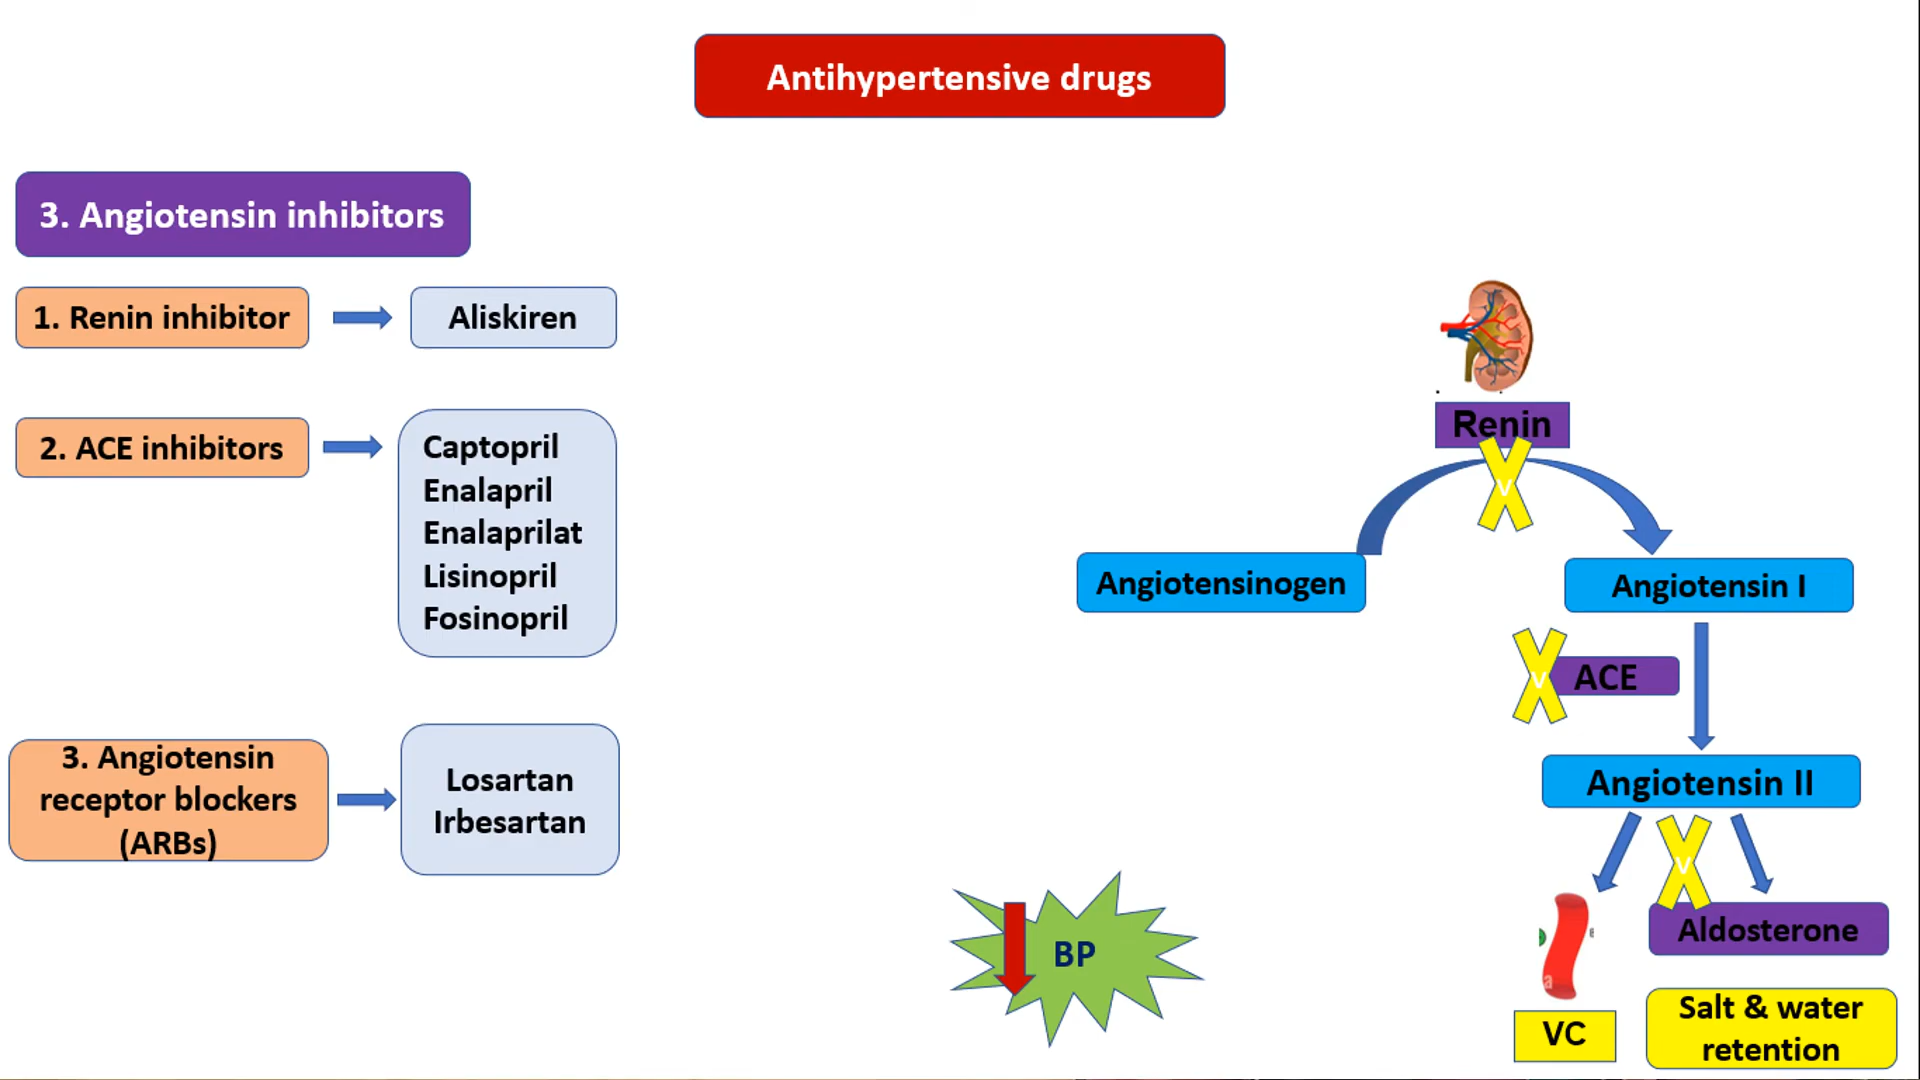 Antihypertensive drugs
3. Angiotensin inhibitors
1. Renin inhibitor
Aliskiren
2. ACE inhibitors
Captopril
Enalapril
Enalaprilat
Lisinopril
Fosinopril
3. Angiotensin
receptor blockers
(ARBs)
Losartan
Irbesartan
BP
Renin
V
Angiotensinogen
Angiotensin I
V
ACE
Angiotensin II
V
Aldosterone
a
VC
Salt & water
retention